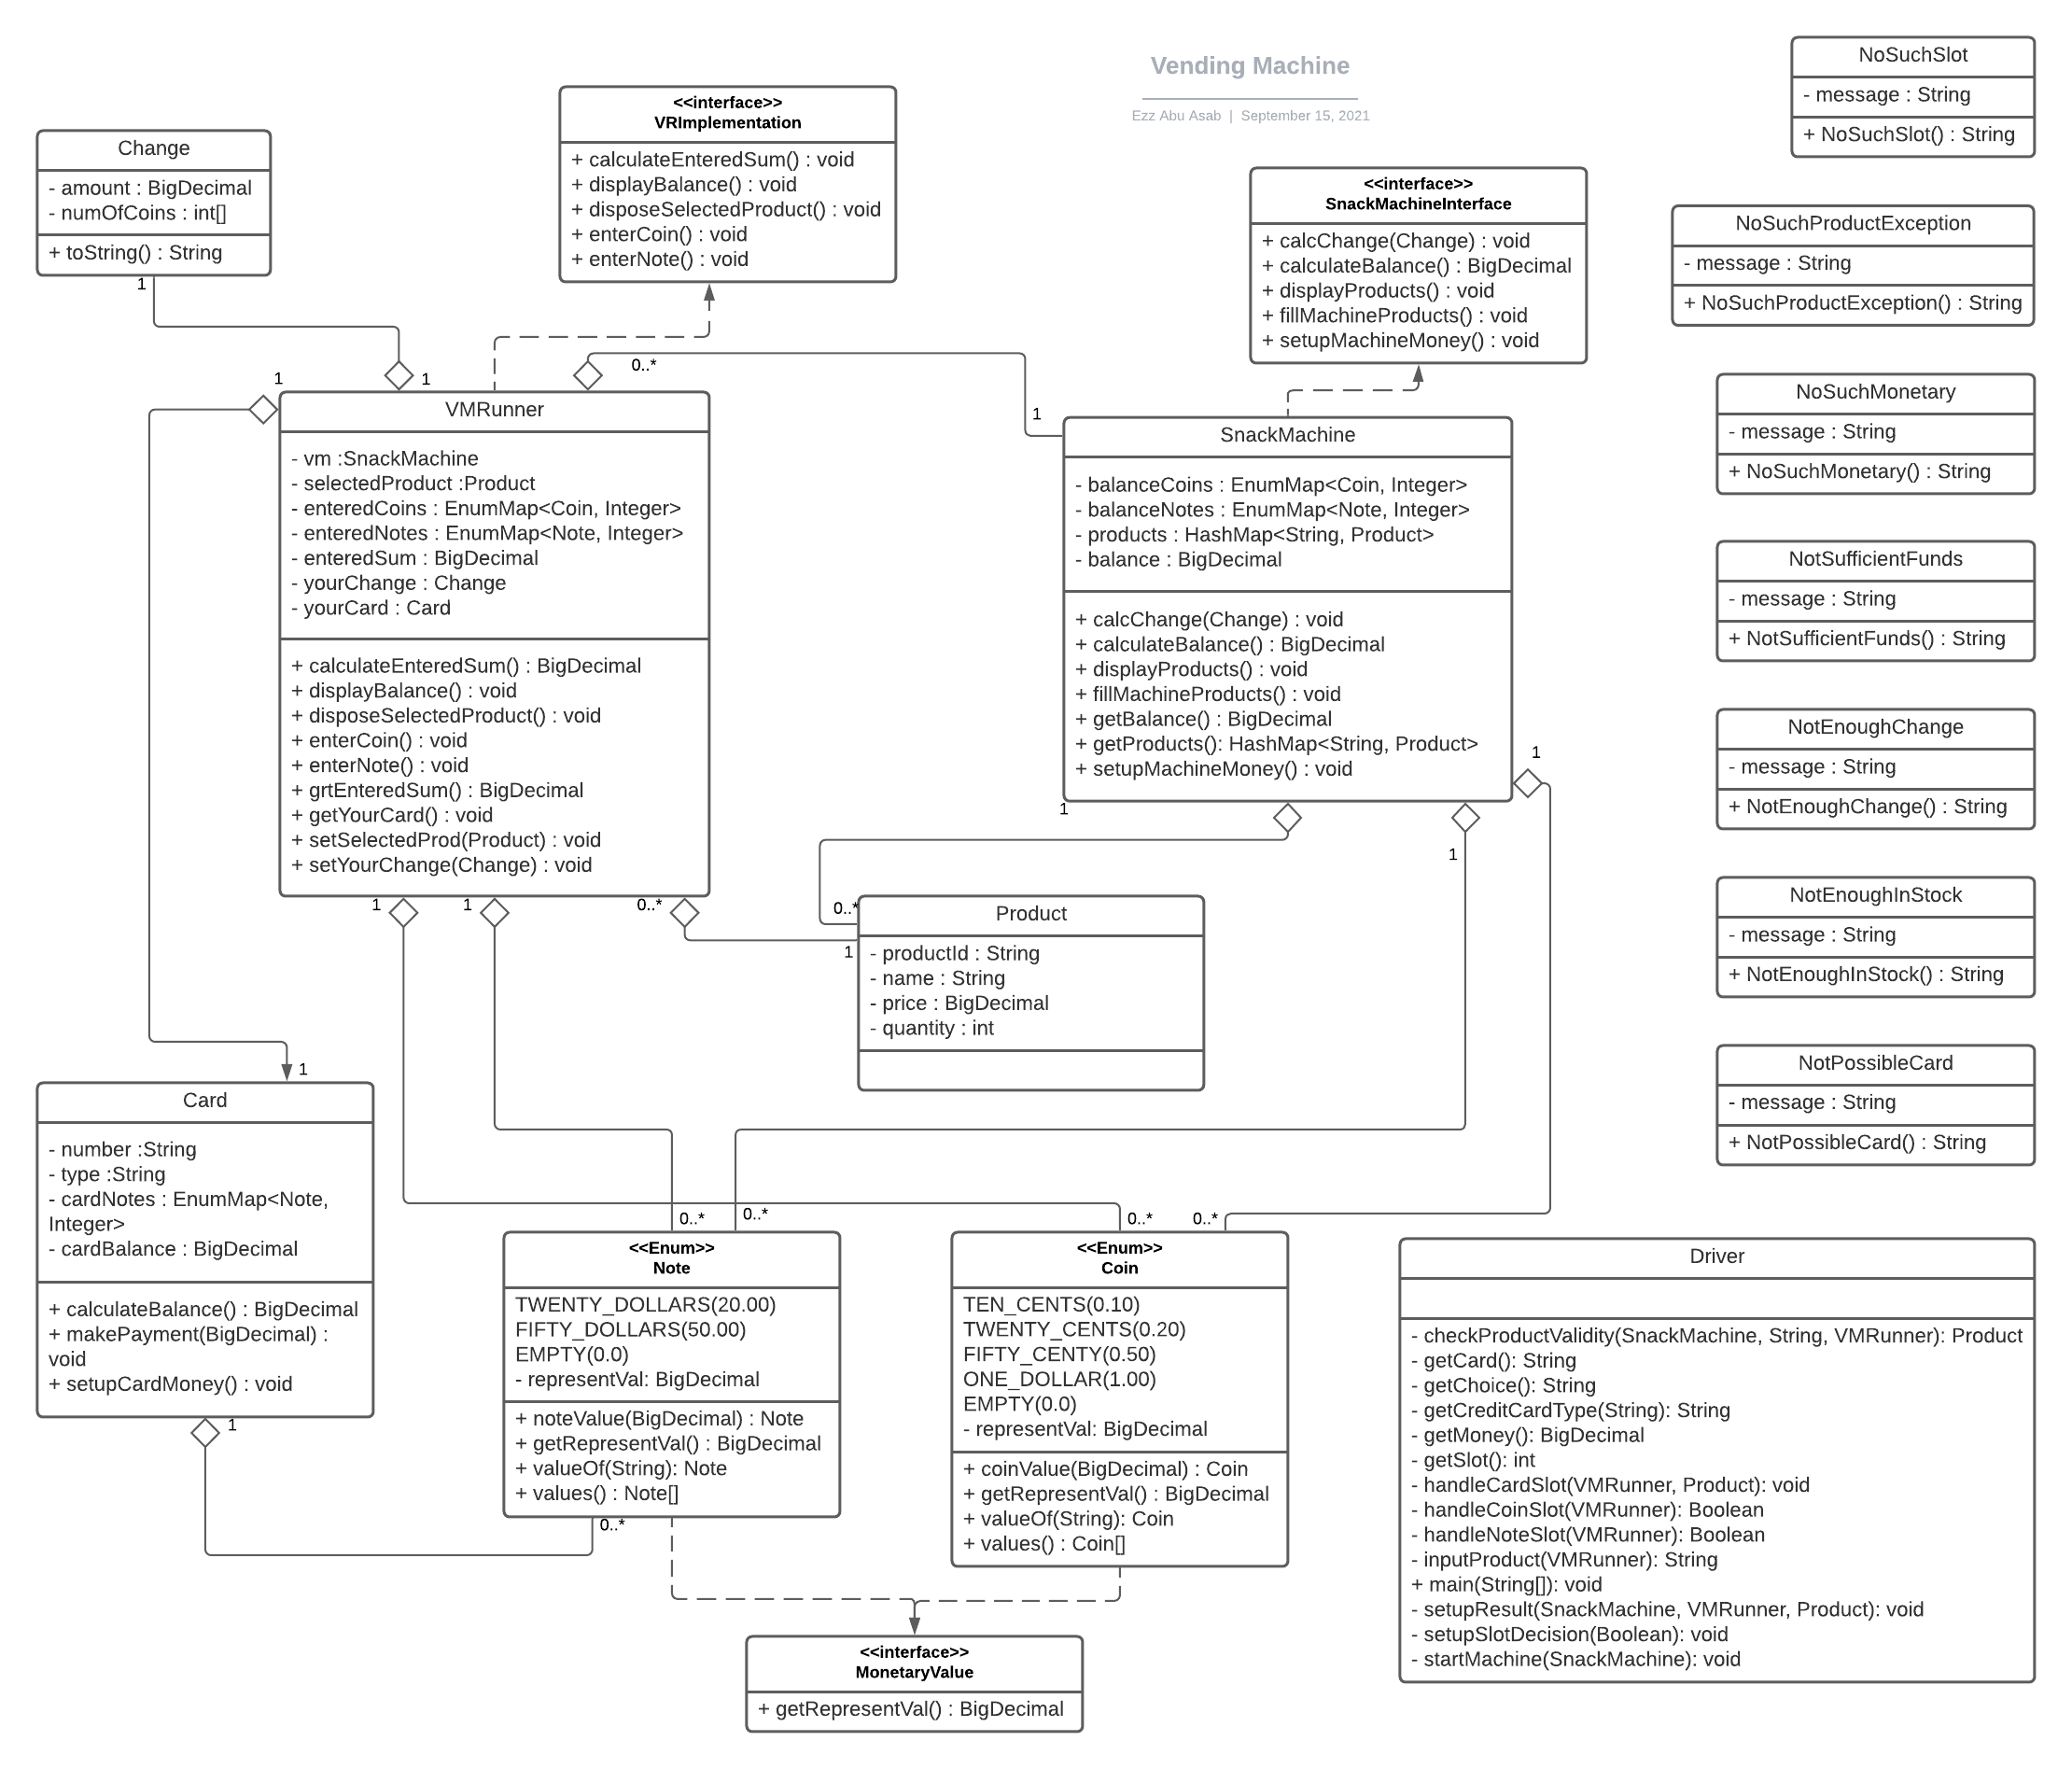 Vending Machine
Ezz Abu Asab | September 15, 2021
Change
- amount : BigDecimal
- numOfCoins : int[]
+ toString() : String
1
<<interface>>
VRImplementation
+ calculateEnteredSum() : void
+ displayBalance() : void
+ disposeSelectedProduct() : void
+ enterCoin() : void
+ enterNote() : void
<<interface>>
SnackMachineInterface
+ calcChange(Change) : void
+ calculateBalance() : BigDecimal
+ displayProducts() : void
+ fillMachineProducts() : void
+ setupMachineMoney() : void
1
1
0..*
1
VMRunner
- vm :SnackMachine
- selectedProduct :Product
- enteredCoins : EnumMap<Coin, Integer>
- enteredNotes : EnumMap<Note, Integer>
- enteredSum : BigDecimal
- yourChange : Change
- yourCard : Card
+ calculateEnteredSum() : BigDecimal
+ displayBalance() : void
+ disposeSelectedProduct() : void
+ enterCoin() : void
+ enterNote() : void
+ grtEnteredSum() : BigDecimal
+ getYourCard() : void
+ setSelectedProd(Product) : void
+ setYourChange(Change) : void
1
1
0..*
SnackMachine
- balanceCoins : EnumMap<Coin, Integer>
- balanceNotes : EnumMap<Note, Integer>
- products : HashMap<String, Product>
- balance : BigDecimal
+ calcChange(Change) : void
+ calculateBalance() : BigDecimal
+ displayProducts() : void
+ fillMachineProducts() : void
+ getBalance() : BigDecimal
+ getProducts(): HashMap<String, Product>
+ setupMachineMoney() : void
1
1
1
0..*
1
Product
- productId : String
- name : String
- price : BigDecimal
- quantity : int
1
Card
- number :String
- type :String
- cardNotes : EnumMap<Note,
Integer>
- cardBalance : BigDecimal
+ calculateBalance() : BigDecimal
+ makePayment(BigDecimal) :
void
+ setupCardMoney() : void
1
0..*
0..*
<<Enum>>
Note
TWENTY_DOLLARS(20.00)
FIFTY_DOLLARS(50.00)
EMPTY(0.0)
- representVal: BigDecimal
+ noteValue(BigDecimal) : Note
+ getRepresentVal() : BigDecimal
+ valueOf(String): Note
+ values() : Note[]
0..*
0..*
0..*
<<Enum>>
Coin
TEN_CENTS(0.10)
TWENTY_CENTS(0.20)
FIFTY_CENTY(0.50)
ONE_DOLLAR(1.00)
EMPTY(0.0)
- representVal: BigDecimal
+ coinValue(BigDecimal) : Coin
+ getRepresentVal() : BigDecimal
+ valueOf(String): Coin
+ values() : Coin[]
<<interface>>
MonetaryValue
+ getRepresentVal() : BigDecimal
NoSuchSlot
- message : String
+ NoSuchSlot() : String
NoSuchProductException
- message : String
+ NoSuchProductException() : String
NoSuchMonetary
- message : String
+ NoSuchMonetary() : String
NotSufficientFunds
- message : String
+ NotSufficientFunds() : String
NotEnoughChange
- message : String
+ NotEnoughChange() : String
NotEnoughInStock
- message : String
+ NotEnoughInStock() : String
NotPossibleCard
- message : String
+ NotPossibleCard() : String
Driver
- checkProductValidity(SnackMachine, String, VMRunner): Product
- getCard(): String
- getChoice(): String
- getCreditCardType(String): String
- getMoney(): BigDecimal
- getSlot(): int
- handleCardSlot(VMRunner, Product): void
- handleCoinSlot(VMRunner): Boolean
- handleNoteSlot(VMRunner): Boolean
- inputProduct(VMRunner): String
+ main(String[]): void
- setupResult(SnackMachine, VMRunner, Product): void
- setupSlotDecision(Boolean): void
- startMachine(SnackMachine): void